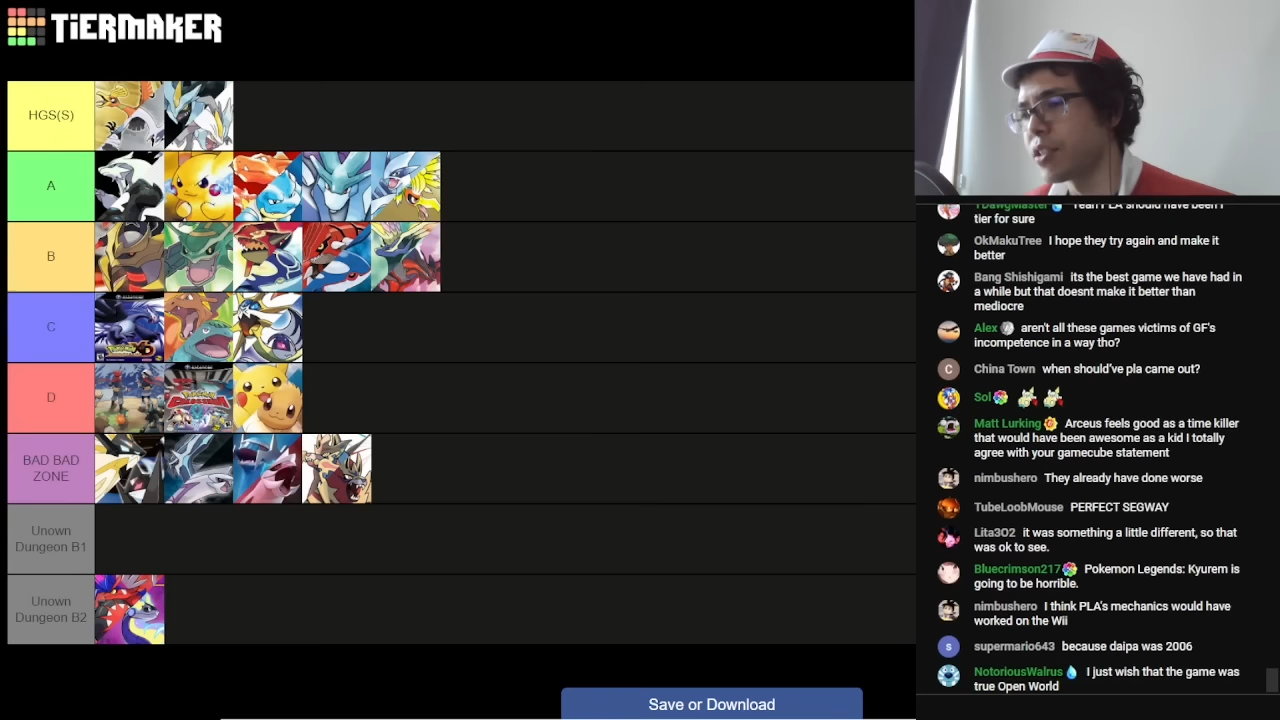 TIERMAKER
HGS(S)
A
B
C
D
BAD BAD
ZONE
Unown
Dungeon B1
Unown
Dungeon B2
Save or Download
TDawgMaster Yeah PLA should have been F
tier for sure
OkMakuTree I hope they try again and make it
better
Bang Shishigami its the best game we have had in
a while but that doesnt make it better than
mediocre
Alex aren't all these games victims of GF's
incompetence in a way tho?
C China Town when should've pla came out?
Sol
Matt Lurking Arceus feels good as a time killer
that would have been awesome as a kid I totally
agree with your gamecube statement
nimbushero They already have done worse
TubeLoobMouse PERFECT SEGWAY
Lita3O2 it was something a little different, so that
was ok to see.
Bluecrimson217 Pokemon Legends: Kyurem is
going to be horrible.
nimbushero I think PLA's mechanics would have
worked on the Wii
s supermario643 because daipa was 2006
NotoriousWalrus I just wish that the game was
true Open World